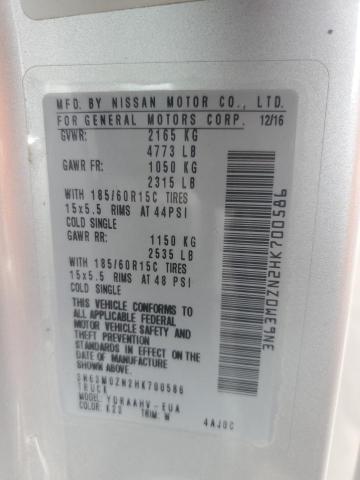 MFD. BY NISSAN MOTOR CO., LTD.
FOR GENERAL MOTORS CORP. 12/16
GVWR: 2165 KG
4773 LB
GAWR FR: 1050 KG
2315 LB
WITH 185/60R15C TIRES
15x5.5 RIMS AT 44PSI
COLD SINGLE
GAWR RR: 1150 KG
2535 LB
WITH 185/60R15C TIRES
15x5.5 RIMS AT 48 PSI
COLD SINGLE
THIS VEHICLE CONFORMS TO
ALL APPLICABLE FEDERAL
MOTOR VEHICLE SAFETY AND
THEFT PREVENTION
STANDARDS IN EFFECT ON THE
DATE OF MANUFACTURE SHOWN
ABOVE.
3N63M0ZN2HK700586
TRUCK
MODEL: YDRAAHV-EUA
COLOR: K23 TRIM: W
4AJ0C
3N63M0ZN2HK700586